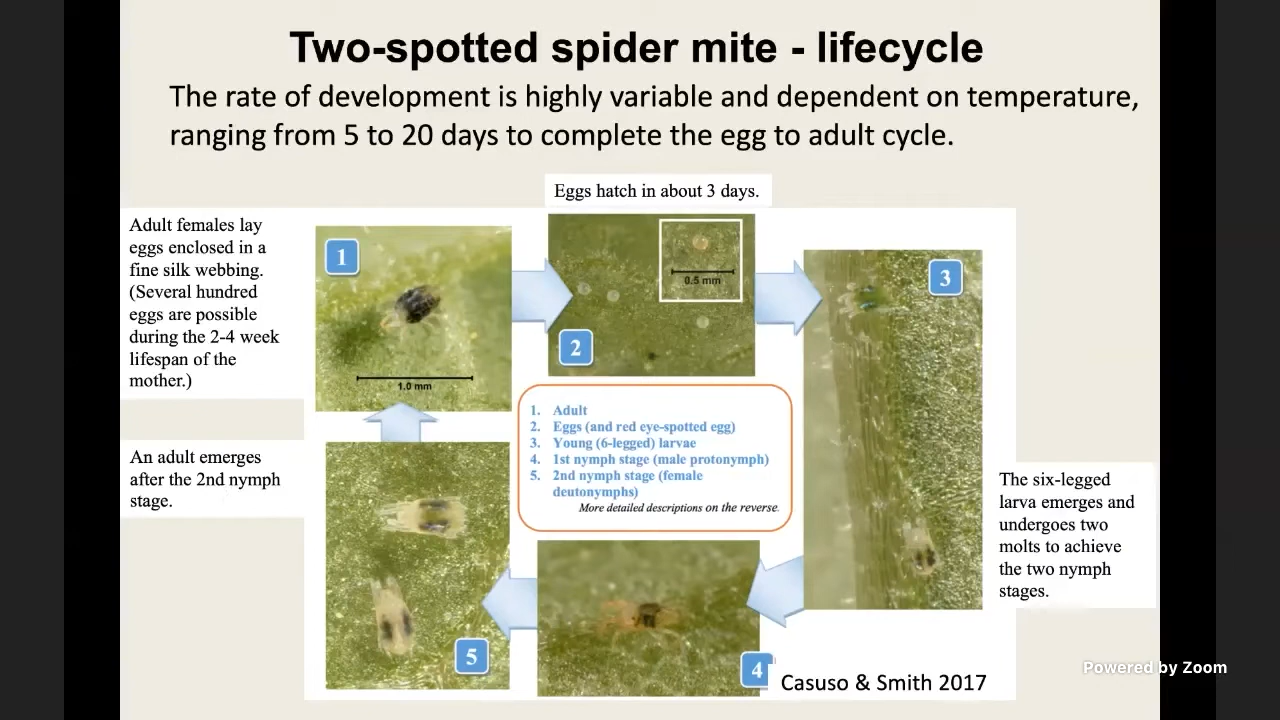 Two-spotted spider mite - lifecycle
The rate of development is highly variable and dependent on temperature,
ranging from 5 to 20 days to complete the egg to adult cycle.
Eggs hatch in about 3 days.
Adult females lay
eggs enclosed in a
fine silk webbing.
(Several hundred
eggs are possible
during the 2-4 week
lifespan of the
mother.)
1
1.0 mm
2
0.5 mm
3
1. Adult
2. Eggs (and red eye-spotted egg)
3. Young (6-legged) larvae
4. 1st nymph stage (male protonymph)
5. 2nd nymph stage (female
deutonymphs)
More detailed descriptions on the reverse.
An adult emerges
after the 2nd nymph
stage.
The six-legged
larva emerges and
undergoes two
molts to achieve
the two nymph
stages.
5
4
Casuso & Smith 2017
Powered by Zoom